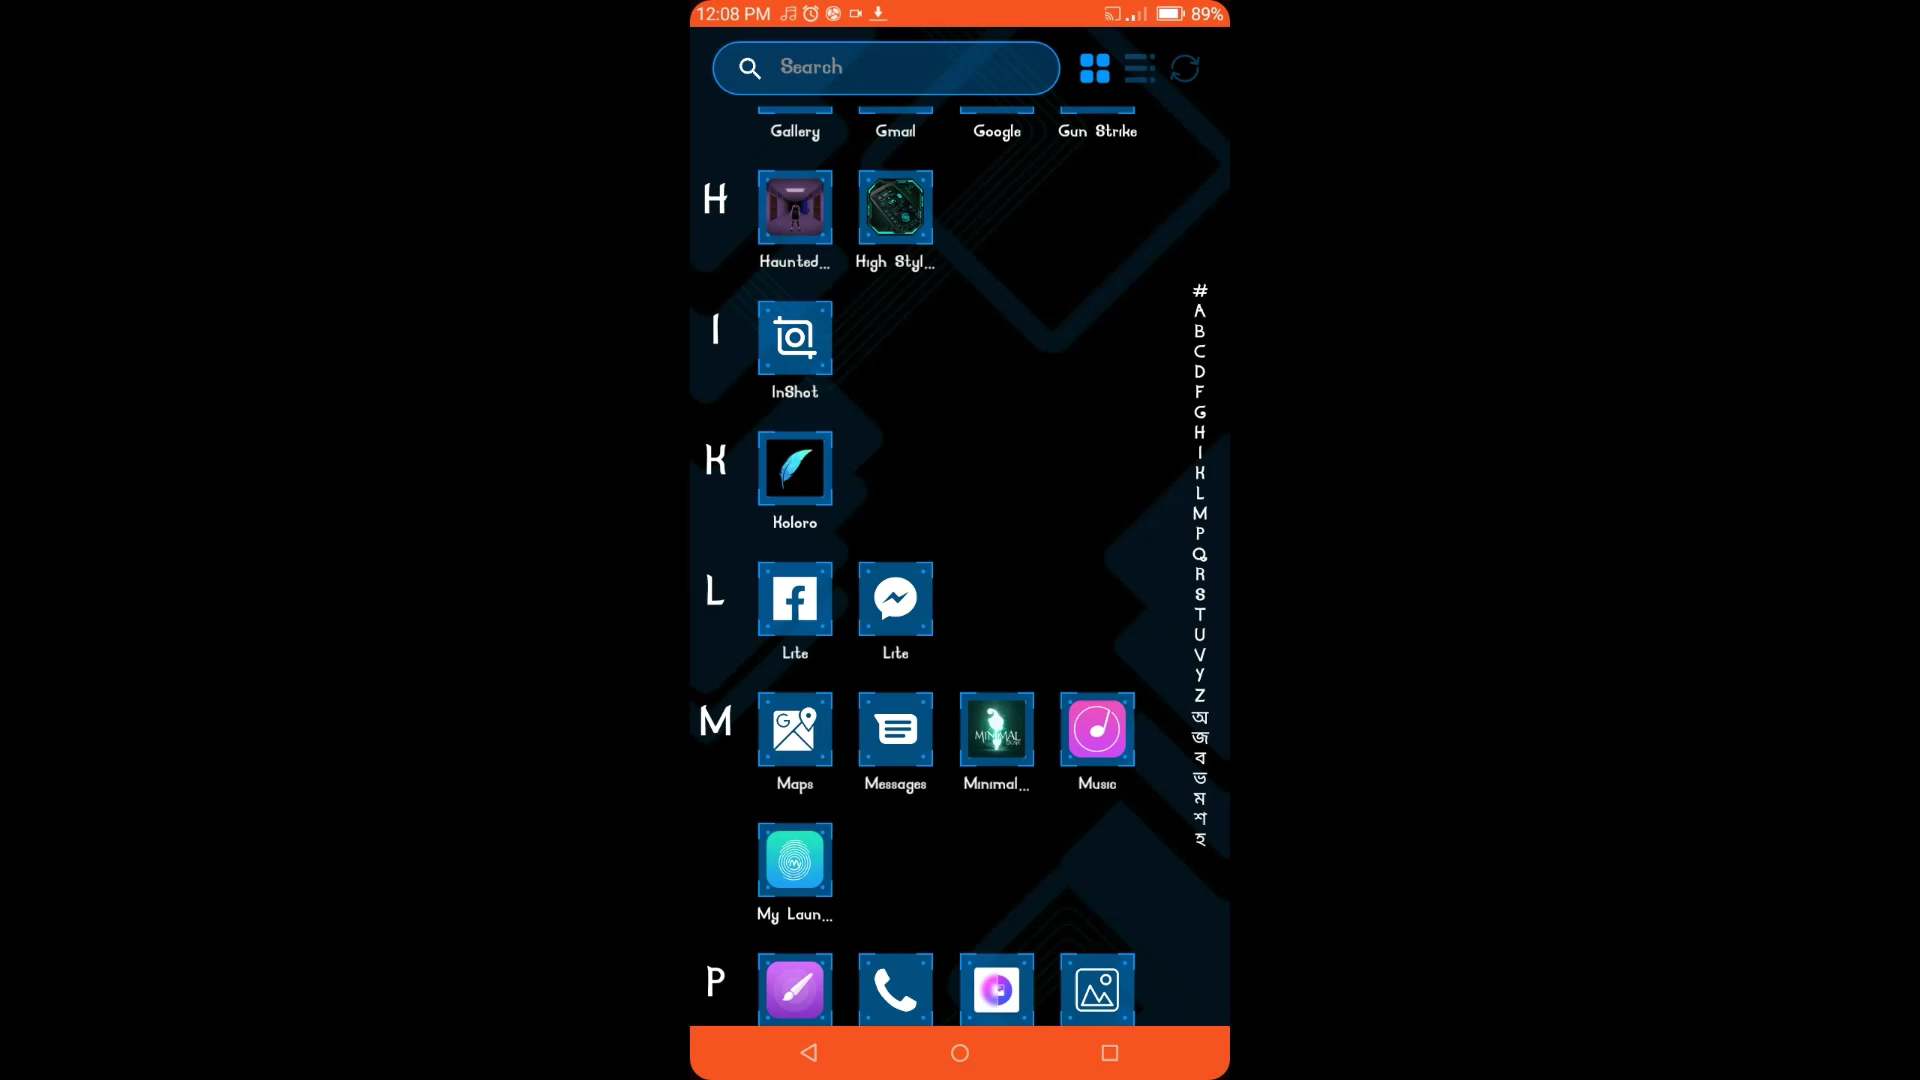 12:08 PM 89%
Search
Gallery Gmail Google Gun Strike
H
Haunted... High Styl...
I
InShot
K
Koloro
L
Lite Lite
M
MINIMAL
Maps Messages Minimal... Music
My Laun...
P
#
A
B
C
D
F
G
H
I
K
L
M
P
Q
R
S
T
U
V
Y
Z
অ
জ
ব
ভ
ম
শ
হ